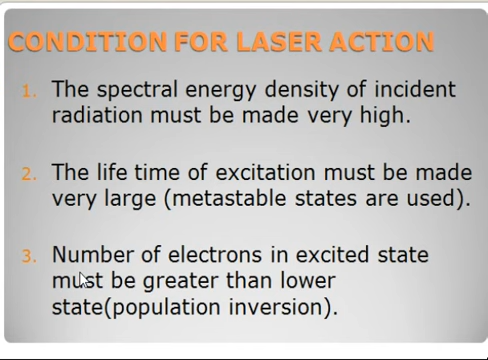 CONDITION FOR LASER ACTION
1. The spectral energy density of incident
radiation must be made very high.
2. The life time of excitation must be made
very large (metastable states are used).
3. Number of electrons in excited state
must be greater than lower
state(population inversion).